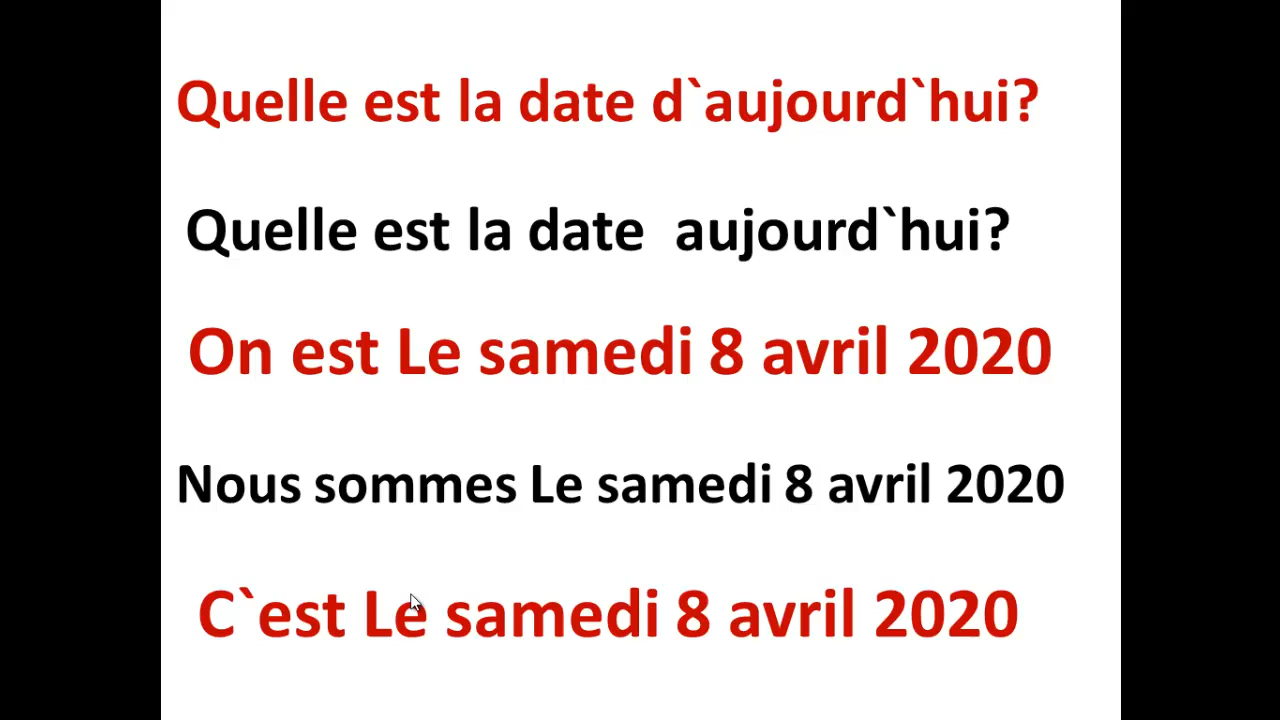 Quelle est la date d`aujourd`hui?
Quelle est la date  aujourd`hui?
On est Le samedi 8 avril 2020
Nous sommes Le samedi 8 avril 2020
C`est Le samedi 8 avril 2020